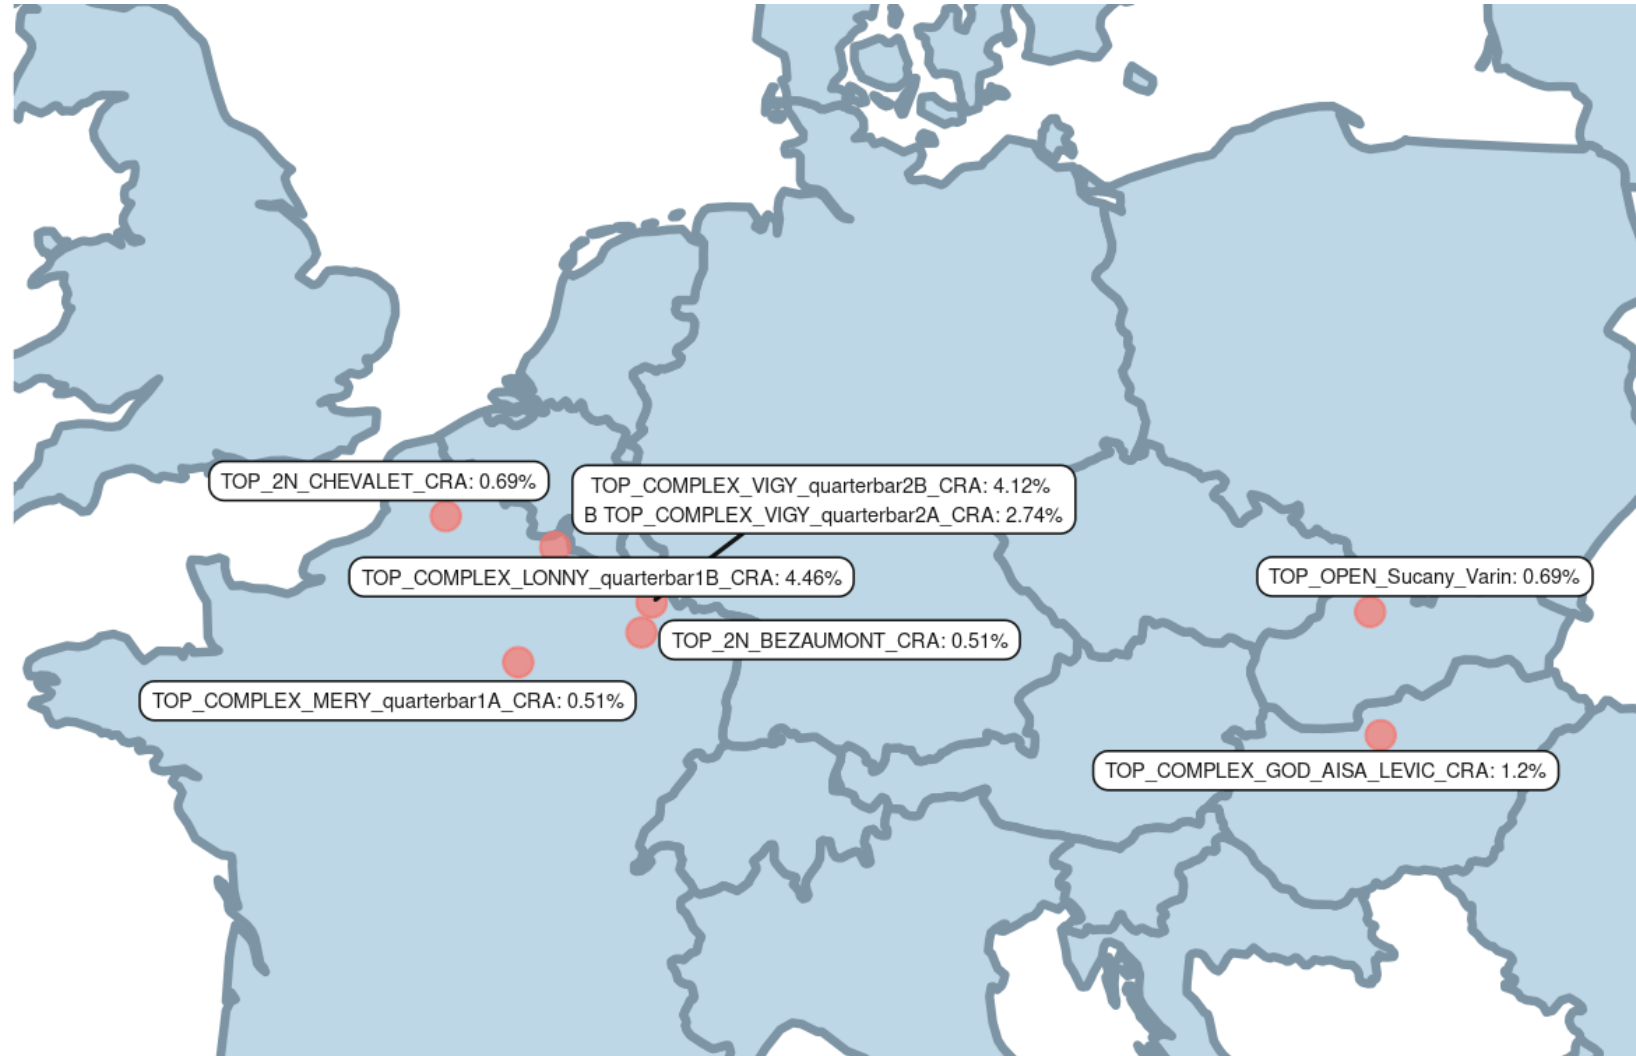 TOP_2N_CHEVALET_CRA: 0.69%
TOP_COMPLEX_VIGY_quarterbar2B_CRA: 4.12%
B TOP_COMPLEX_VIGY_quarterbar2A_CRA: 2.74%
TOP_COMPLEX_LONNY_quarterbar1B_CRA: 4.46%
TOP_OPEN_Sucany_Varin: 0.69%
TOP_2N_BEZAUMONT_CRA: 0.51%
TOP_COMPLEX_MERY_quarterbar1A_CRA: 0.51%
TOP_COMPLEX_GOD_AISA_LEVIC_CRA: 1.2%